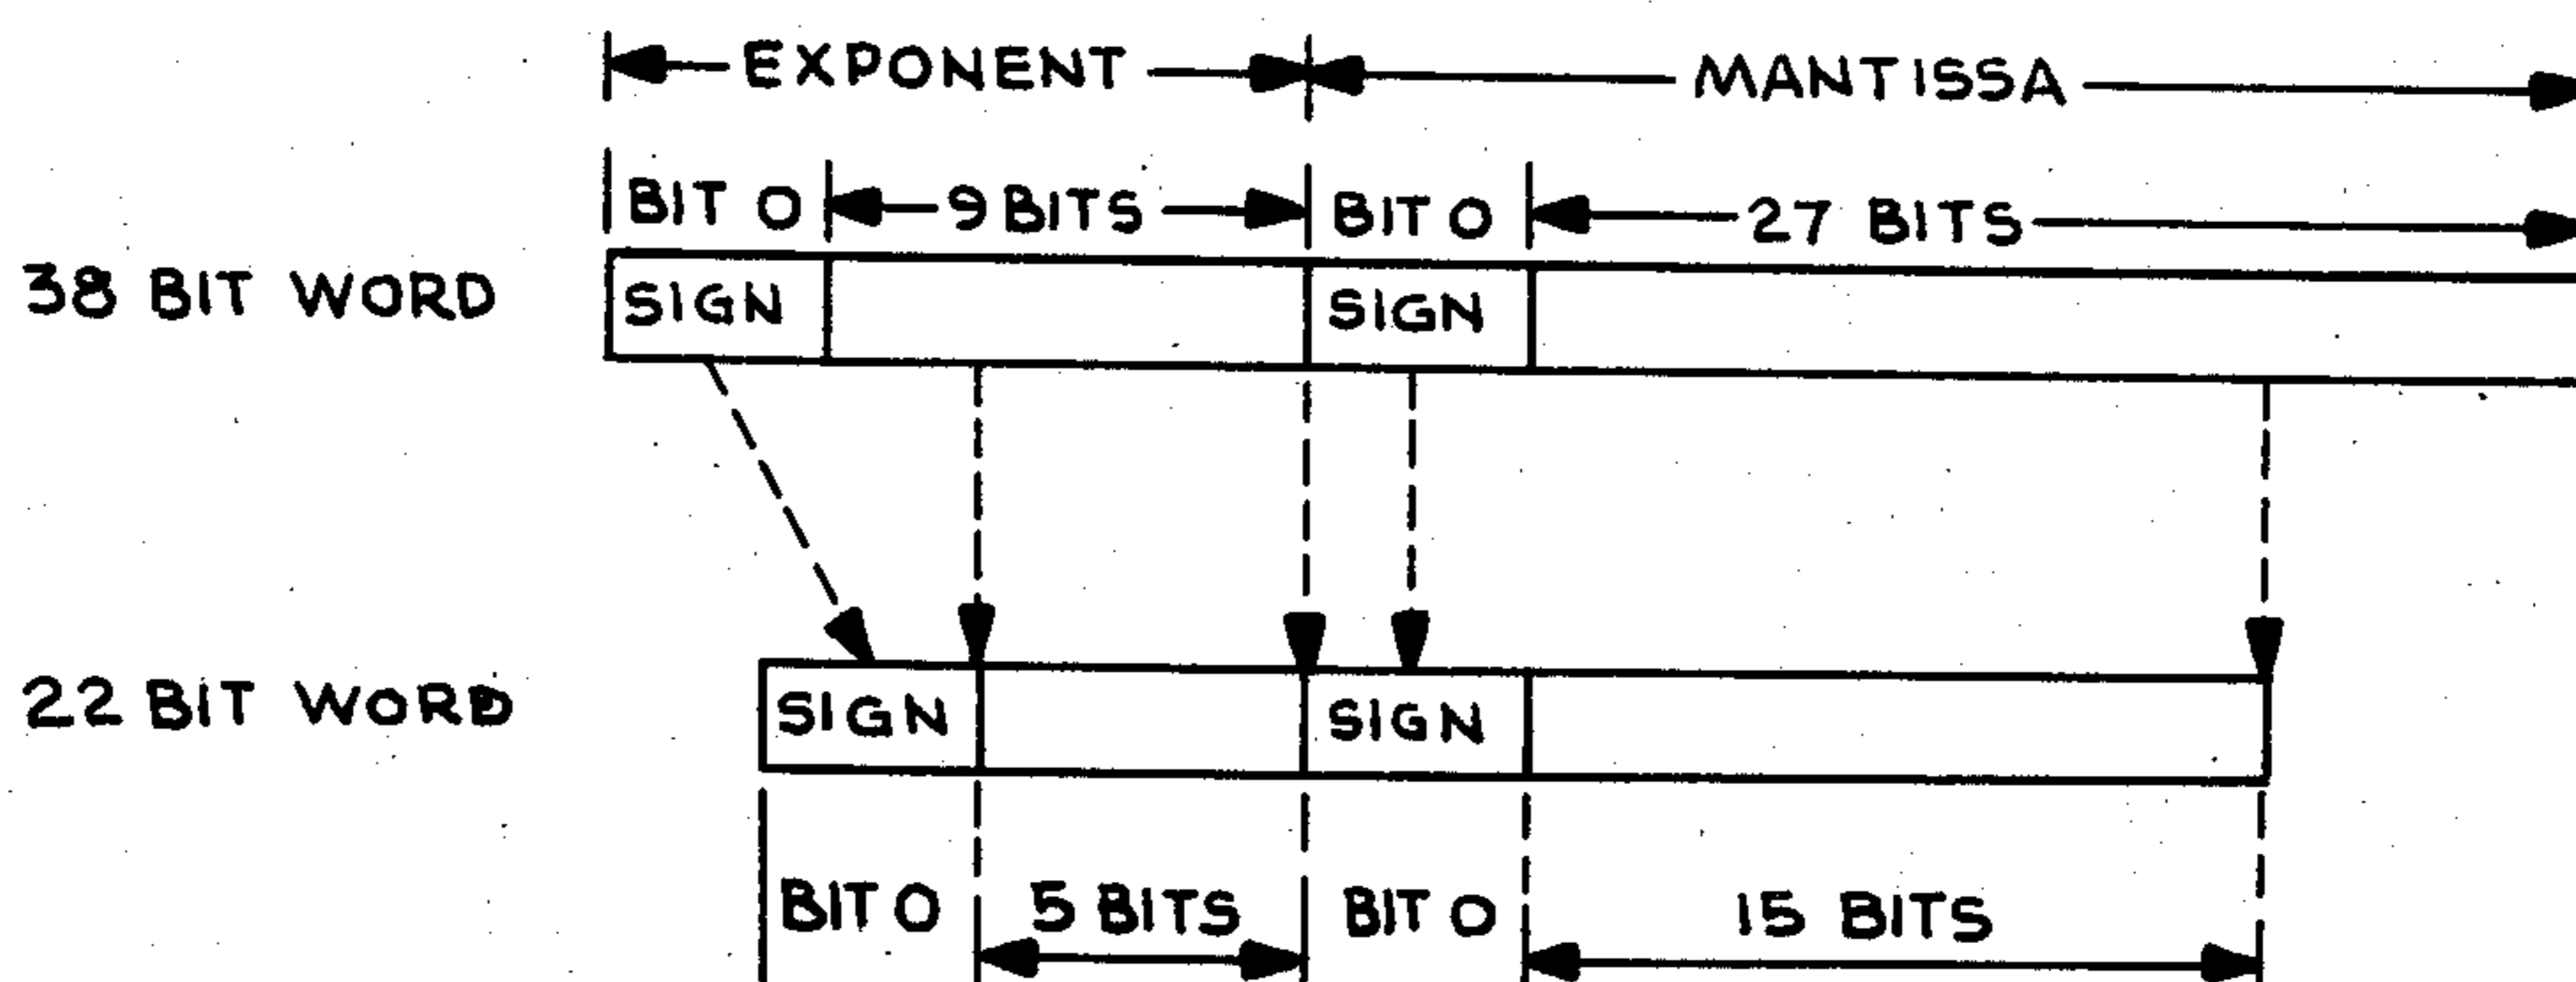 EXPONENT MANTISSA
BIT 0 9 BITS BIT 0 27 BITS
38 BIT WORD SIGN SIGN
22 BIT WORD SIGN SIGN
BIT 0 5 BITS BIT 0 15 BITS